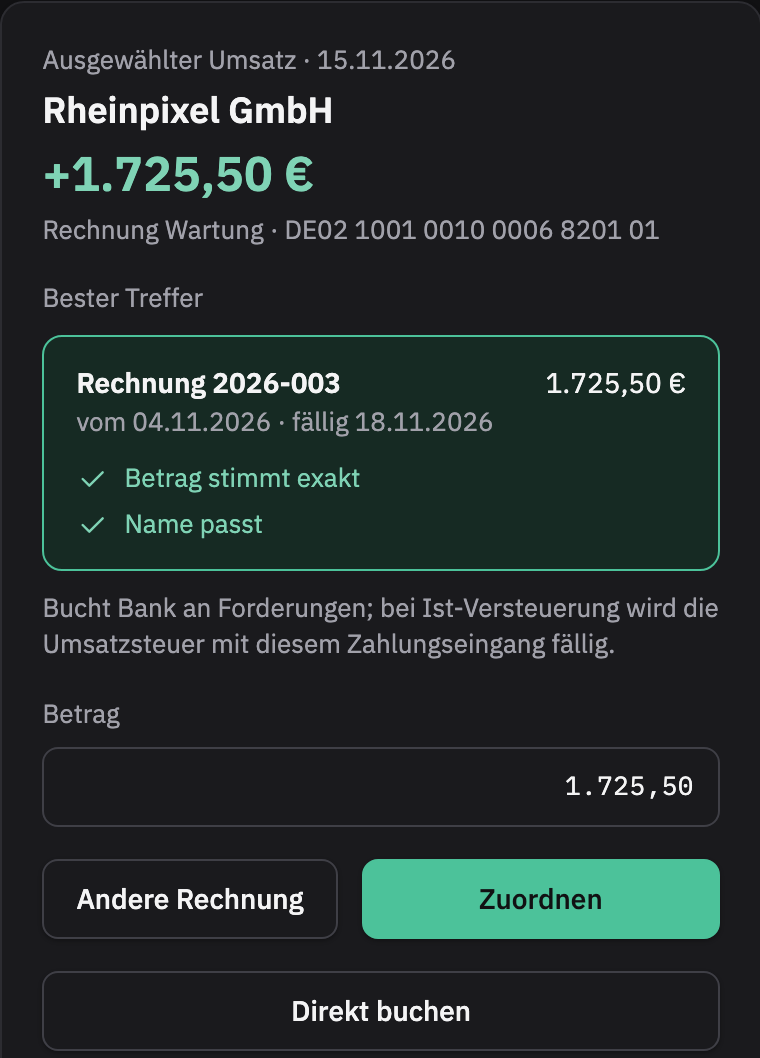 Ausgewählter Umsatz · 15.11.2026
Rheinpixel GmbH
+1.725,50 €
Rechnung Wartung · DE02 1001 0010 0006 8201 01
Bester Treffer
Rechnung 2026-003 1.725,50 €
vom 04.11.2026 · fällig 18.11.2026
Betrag stimmt exakt
Name passt
Bucht Bank an Forderungen; bei Ist-Versteuerung wird die
Umsatzsteuer mit diesem Zahlungseingang fällig.
Betrag
1.725,50
Andere Rechnung Zuordnen
Direkt buchen